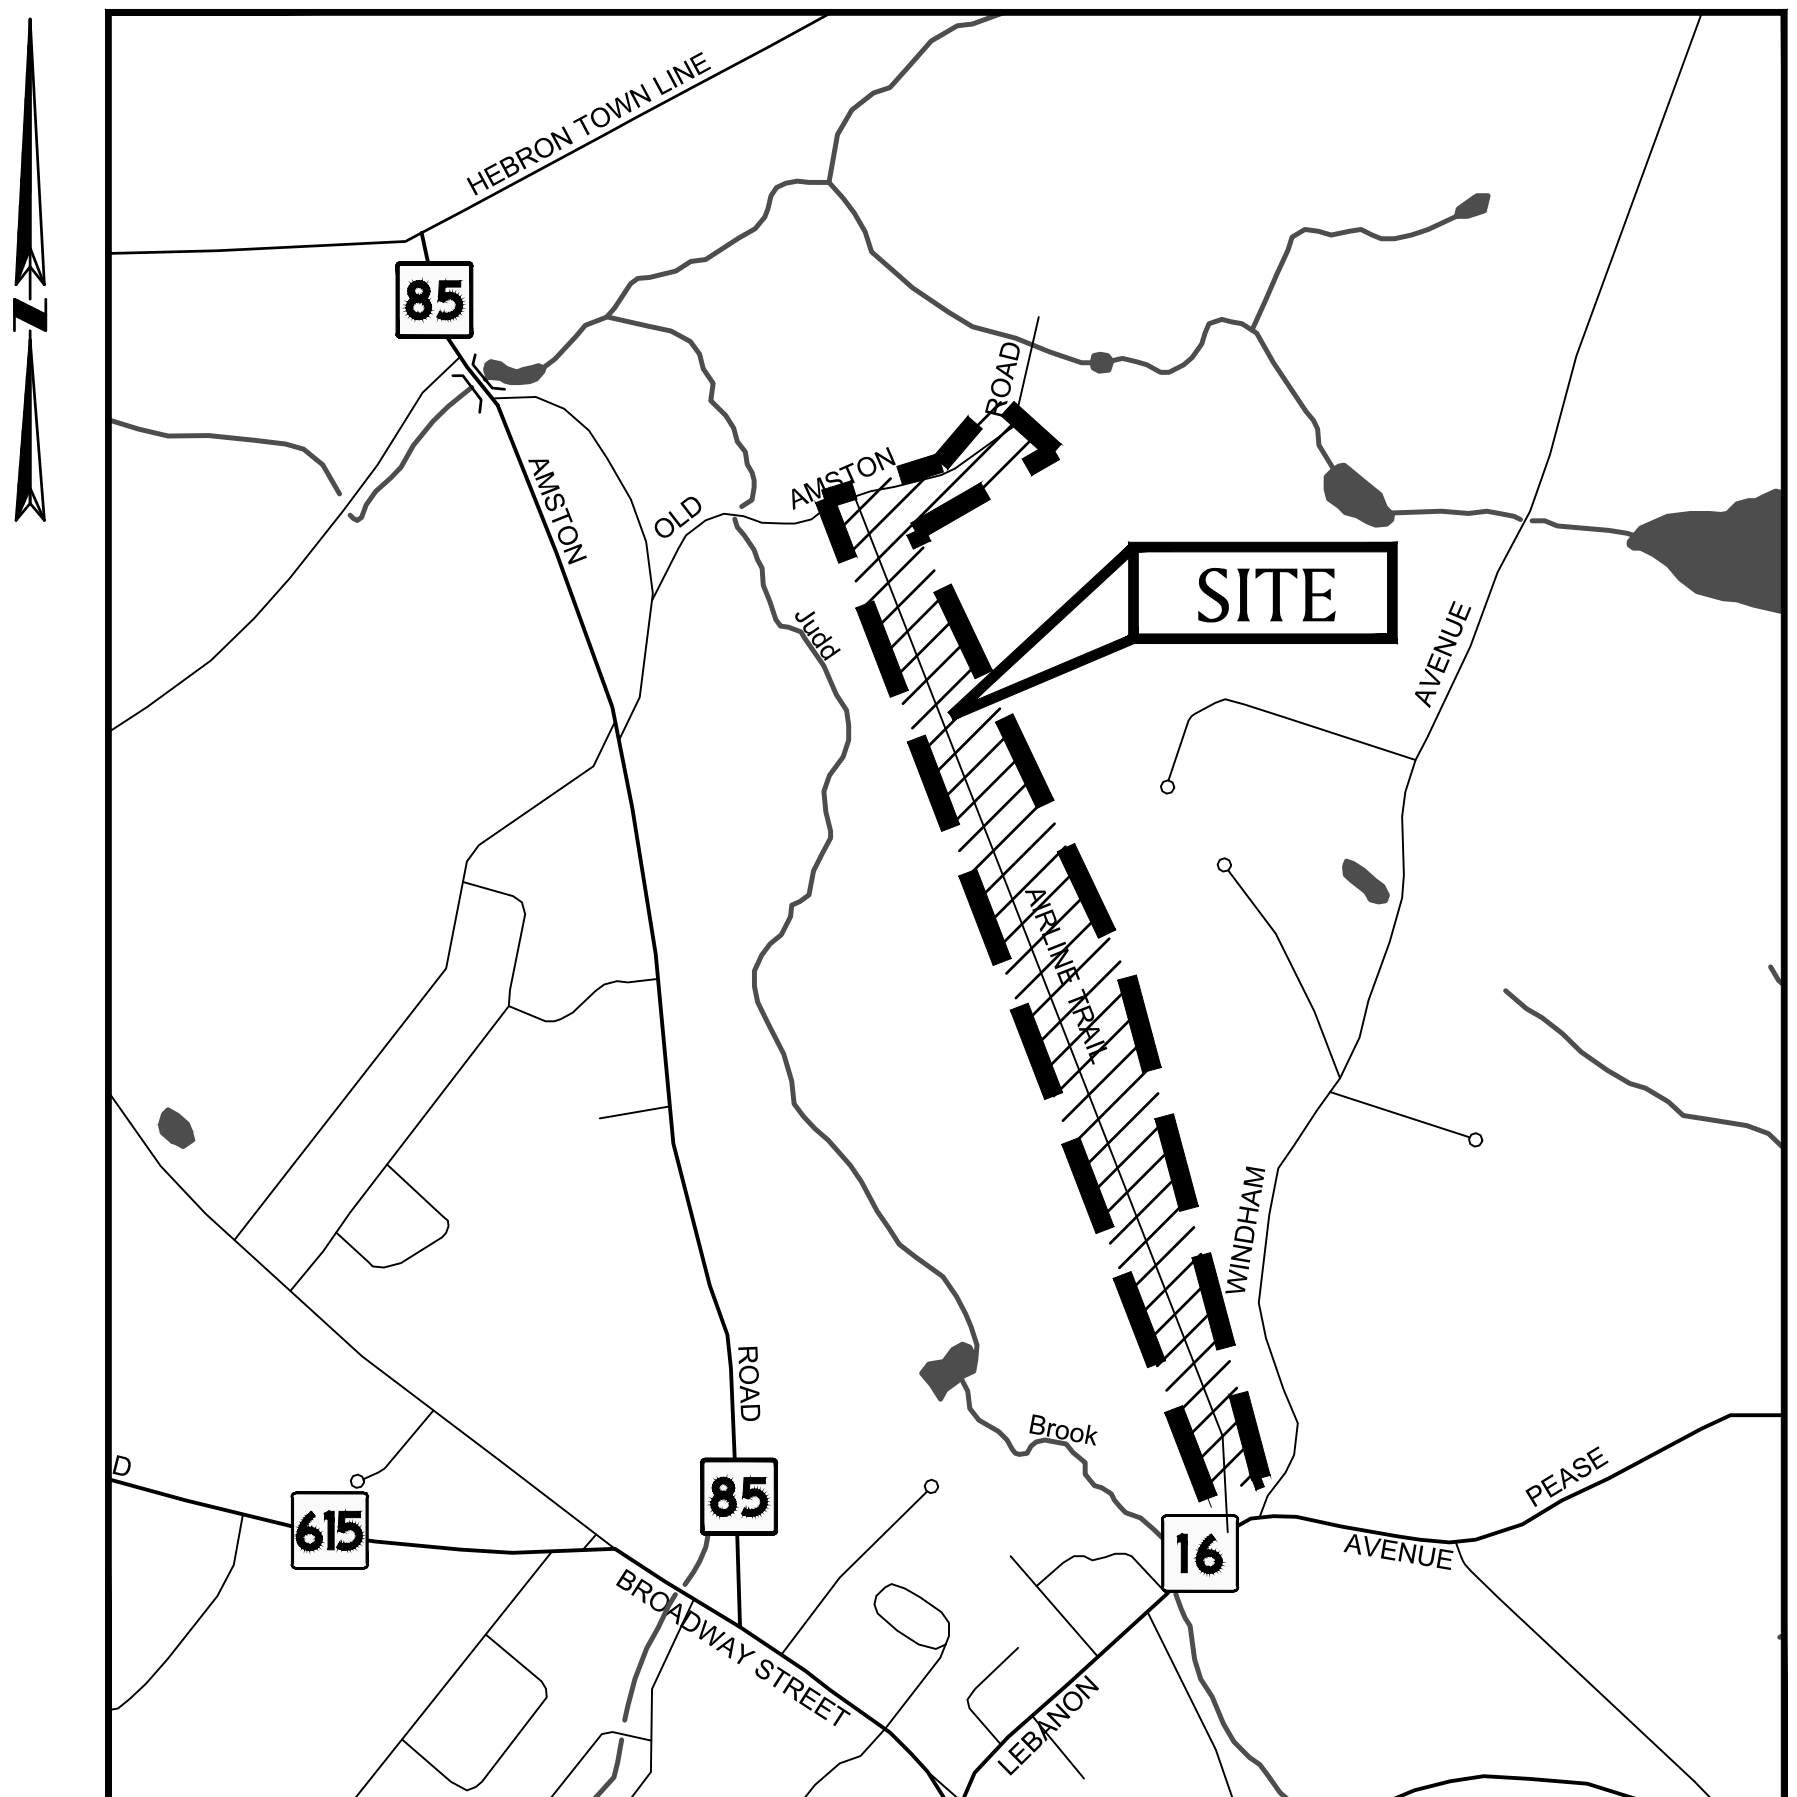 HEBRON TOWN LINE
N
85
ROAD
AMSTON
AMSTON
OLD
SITE
Judd
AVENUE
AIRLINE TRAIL
WINDHAM
ROAD
Brook
D
85
PEASE
615
16
AVENUE
BROADWAY STREET
LEBANON